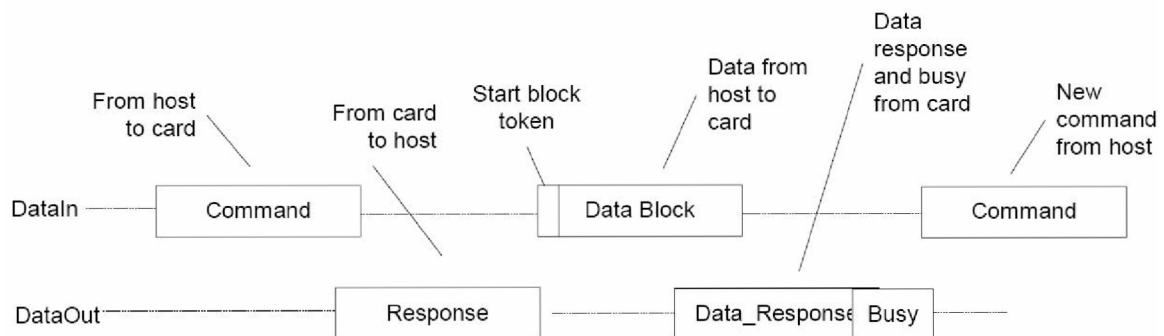 From host
to card
From card
to host
Start block
token
Data from
host to
card
Data
response
and busy
from card
New
command
from host
DataIn
Command
Data Block
Command
DataOut
Response
Data_Response
Busy